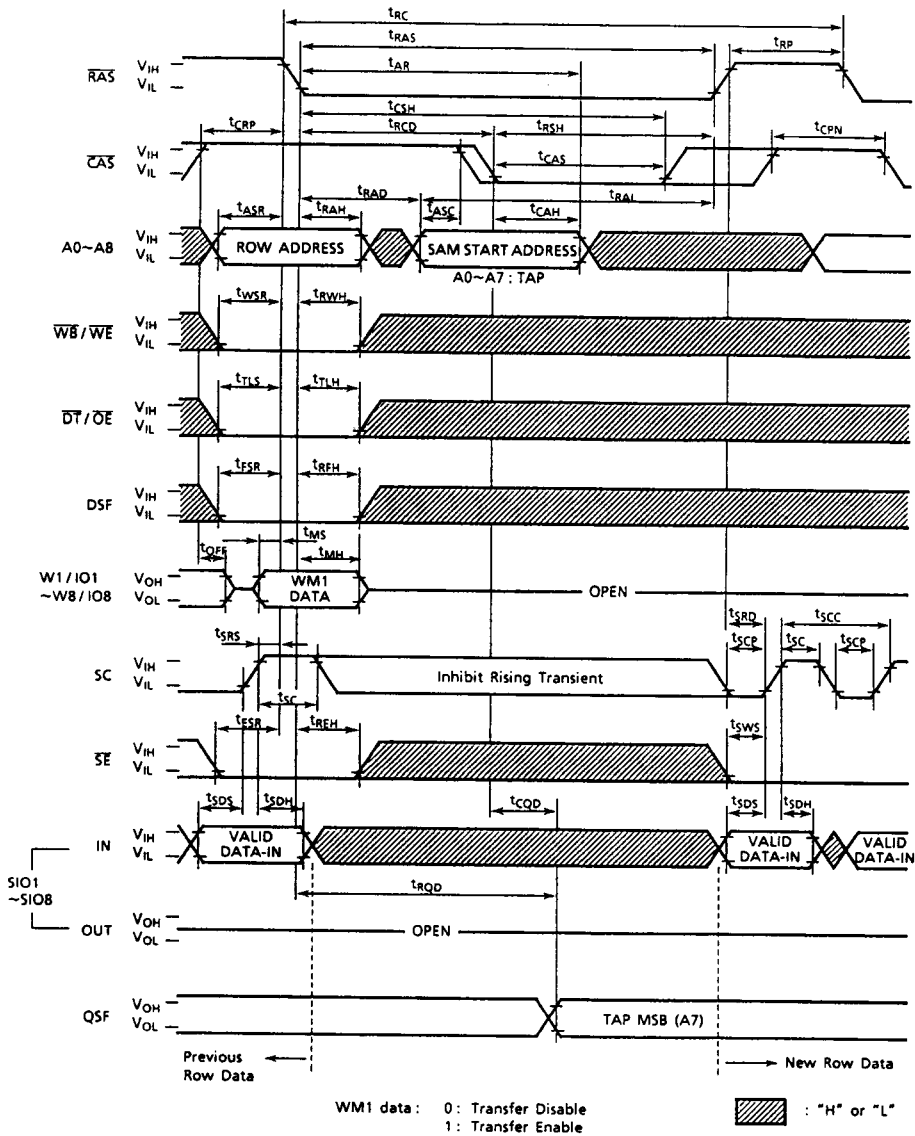 tRC
tRAS
tRP
tAR
RAS VIH
VIL
tCSH
tCRP tRCD tRSH tCPN
CAS VIH
VIL
tCAS
tRAD tRAL
tASR tRAH tASC tCAH
A0~A8 VIH
VIL
ROW ADDRESS SAM START ADDRESS
A0~A7 : TAP
tWSR tRWH
WB/WE VIH
VIL
tTLS tTLH
DT/OE VIH
VIL
tFSR tRFH
DSF VIH
VIL
tMS
tOFF tMH
W1/IO1
~W8/IO8
VOH
VOL
WM1
DATA
OPEN
tSRD tSCC
tSRS tSCP tSC tSCP
SC VIH
VIL
Inhibit Rising Transient
tSC
tESR tREH tSWS
SE VIH
VIL
tSDS tSDH tCQD tSDS tSDH
IN VIH
VIL
VALID
DATA-IN
VALID
DATA-IN
VALID
DATA-IN
SIO1
~SIO8
tRQD
OUT VOH
VOL
OPEN
QSF VOH
VOL
TAP MSB (A7)
Previous
Row Data
New Row Data
WM1 data : 0 : Transfer Disable
1 : Transfer Enable
: "H" or "L"